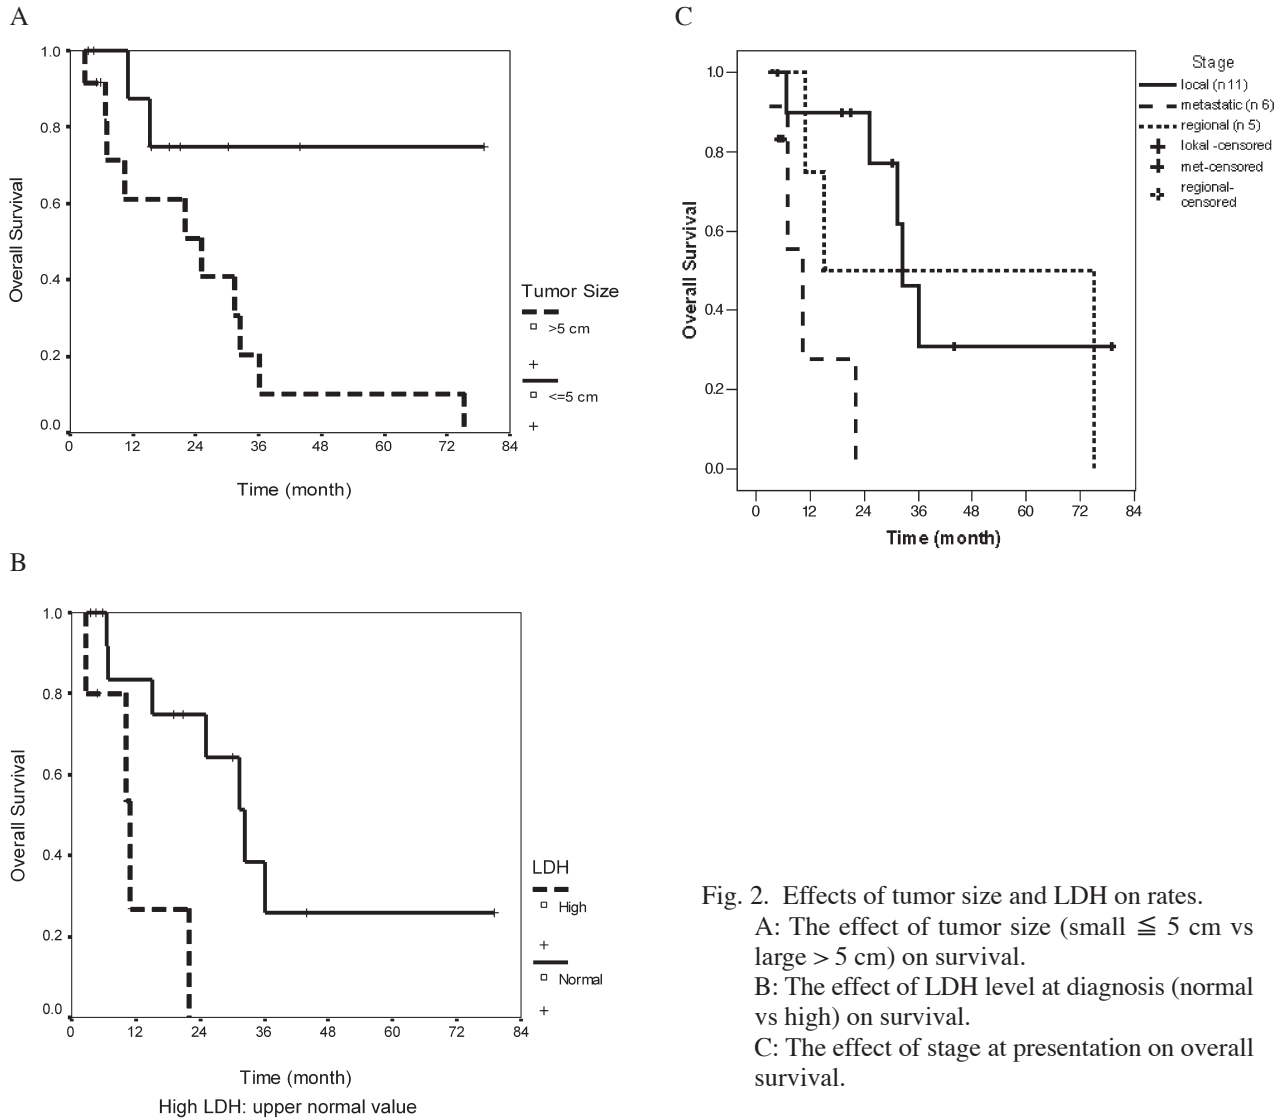 A
1.0
0.8
0.6
0.4
0.2
0.0
Overall Survival
0 12 24 36 48 60 72 84
Time (month)
Tumor Size
>5 cm
+
<=5 cm
+
B
1.0
0.8
0.6
0.4
0.2
0.0
Overall Survival
0 12 24 36 48 60 72 84
Time (month)
High LDH: upper normal value
LDH
High
+
Normal
+
C
1.0
0.8
0.6
0.4
0.2
0.0
Overall Survival
0 12 24 36 48 60 72 84
Time (month)
Stage
local (n 11)
metastatic (n 6)
regional (n 5)
lokal -censored
met-censored
regional-
censored
Fig. 2. Effects of tumor size and LDH on rates.
A: The effect of tumor size (small ≦ 5 cm vs
large > 5 cm) on survival.
B: The effect of LDH level at diagnosis (normal
vs high) on survival.
C: The effect of stage at presentation on overall
survival.